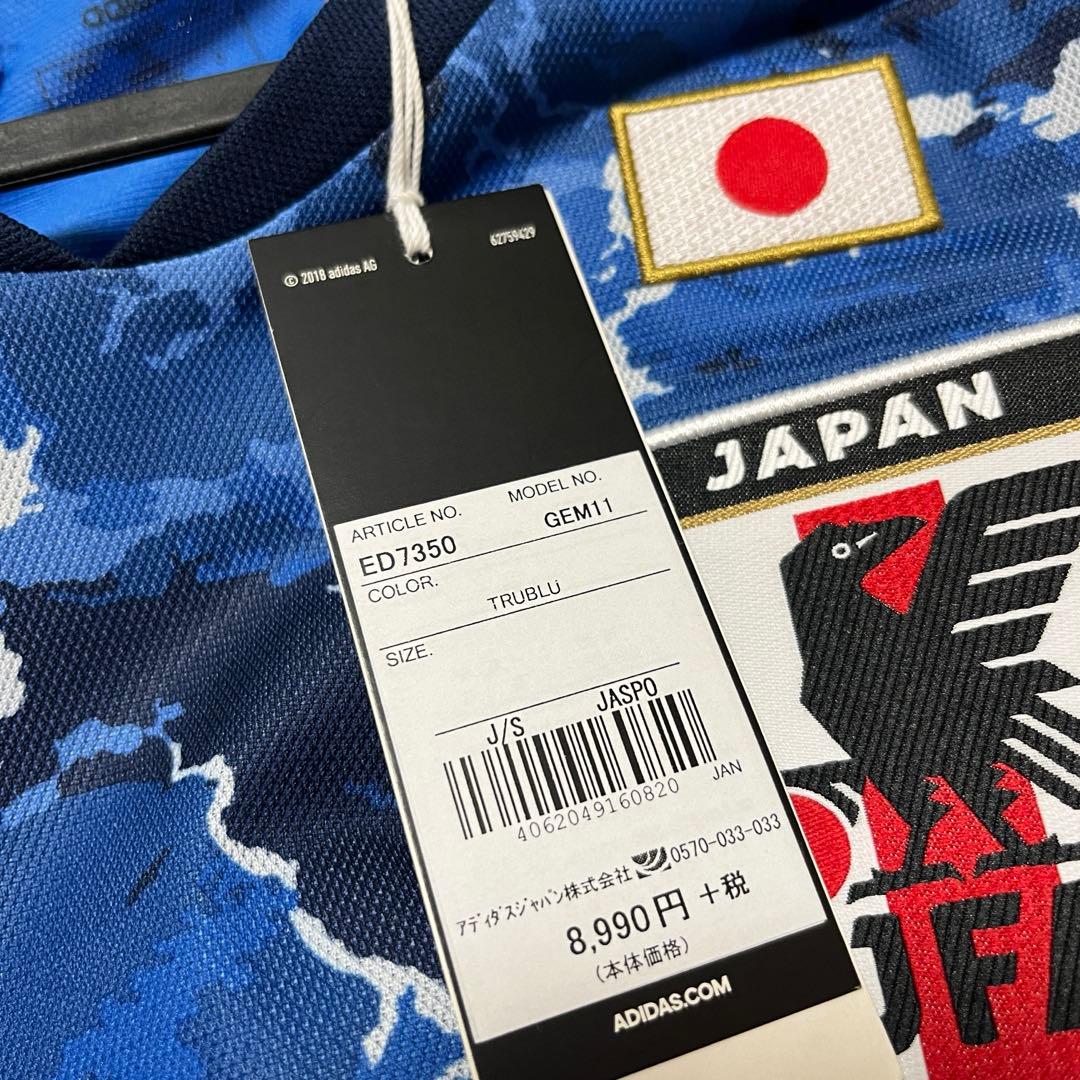 adidas
© 2018 adidas AG
62759429
ARTICLE NO.
MODEL NO.
ED7350
GEM11
COLOR.
TRUBLU
SIZE.
J/S
JASPO
4062049160820
JAN
アディダスジャパン株式会社
0570-033-033
8,990円 +税
(本体価格)
ADIDAS.COM
JAPAN
JFA